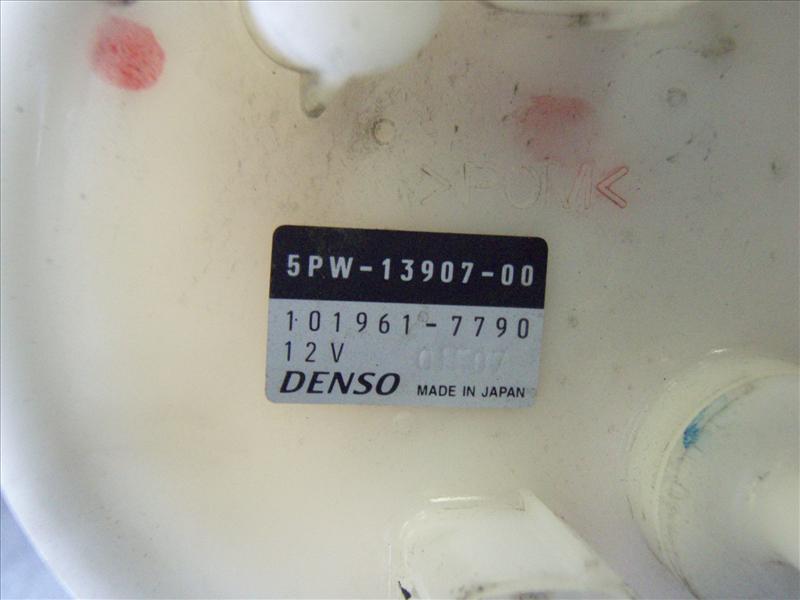 >POM<
5PW-13907-00
101961-7790
12V
DENSO MADE IN JAPAN